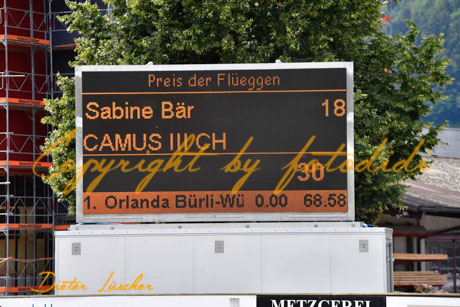 Preis der Flüeggen
Sabine Bär 18
CAMUS III CH
Copyright by fotodidi
30
1. Orlanda Bürli-Wü 0.00 68.58
Dieter Lüscher
METZGEREI